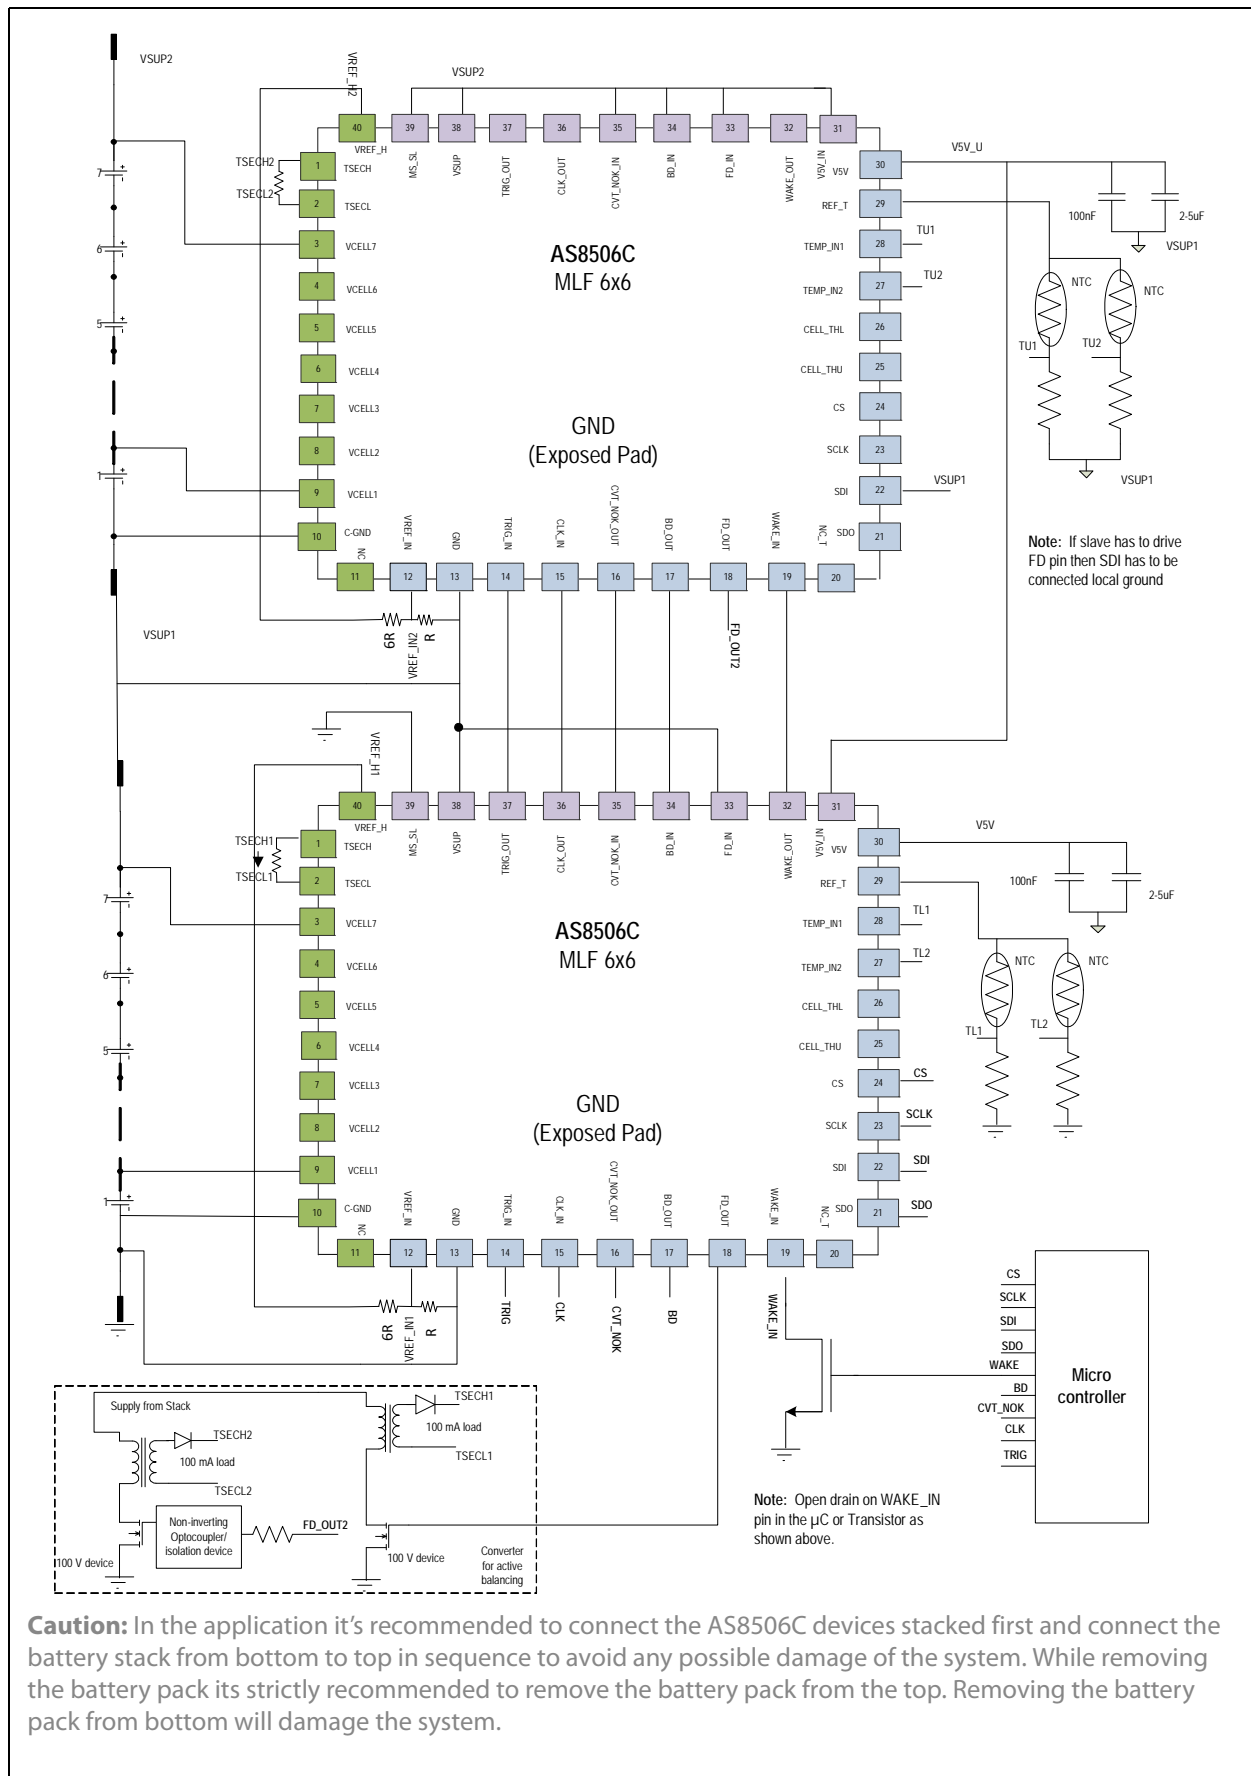 VSUP2
VREF_H2
VSUP2
40
39
38
37
36
35
34
33
32
31
VREF_H
MS_SL
VSUP
TRIG_OUT
CLK_OUT
CVT_NOK_IN
BD_IN
FD_IN
WAKE_OUT
V5V_IN
TSECH2
TSECL2
1 TSECH
2 TSECL
3 VCELL7
4 VCELL6
5 VCELL5
6 VCELL4
7 VCELL3
8 VCELL2
9 VCELL1
10 C-GND
7
6
5
1
AS8506C
MLF 6x6
GND
(Exposed Pad)
V5V 30
REF_T 29
TEMP_IN1 28
TEMP_IN2 27
CELL_THL 26
CELL_THU 25
CS 24
SCLK 23
SDI 22
SDO 21
V5V_U
100nF
2-5uF
VSUP1
TU1
TU2
NTC
NTC
TU1
TU2
VSUP1
VSUP1
NC
VREF_IN
GND
TRIG_IN
CLK_IN
CVT_NOK_OUT
BD_OUT
FD_OUT
WAKE_IN
NC_T
11
12
13
14
15
16
17
18
19
20
Note: If slave has to drive
FD pin then SDI has to be
connected local ground
6R
VREF_IN2
R
FD_OUT2
VSUP1
VREF_H1
40
39
38
37
36
35
34
33
32
31
VREF_H
MS_SL
VSUP
TRIG_OUT
CLK_OUT
CVT_NOK_IN
BD_IN
FD_IN
WAKE_OUT
V5V_IN
TSECH1
TSECL1
1 TSECH
2 TSECL
3 VCELL7
4 VCELL6
5 VCELL5
6 VCELL4
7 VCELL3
8 VCELL2
9 VCELL1
10 C-GND
7
6
5
1
AS8506C
MLF 6x6
GND
(Exposed Pad)
V5V 30
REF_T 29
TEMP_IN1 28
TEMP_IN2 27
CELL_THL 26
CELL_THU 25
CS 24
SCLK 23
SDI 22
SDO 21
V5V
100nF
2-5uF
TL1
TL2
NTC
NTC
TL1
TL2
CS
SCLK
SDI
SDO
NC
VREF_IN
GND
TRIG_IN
CLK_IN
CVT_NOK_OUT
BD_OUT
FD_OUT
WAKE_IN
NC_T
11
12
13
14
15
16
17
18
19
20
6R
VREF_IN1
R
TRIG
CLK
CVT_NOK
BD
WAKE_IN
CS
SCLK
SDI
SDO
WAKE
BD
CVT_NOK
CLK
TRIG
Micro
controller
Supply from Stack
TSECH2
100 mA load
TSECL2
TSECH1
100 mA load
TSECL1
Non-inverting
Optocoupler/
isolation device
FD_OUT2
100 V device
100 V device
Converter
for active
balancing
Note: Open drain on WAKE_IN
pin in the µC or Transistor as
shown above.
Caution: In the application it's recommended to connect the AS8506C devices stacked first and connect the
battery stack from bottom to top in sequence to avoid any possible damage of the system. While removing
the battery pack its strictly recommended to remove the battery pack from the top. Removing the battery
pack from bottom will damage the system.